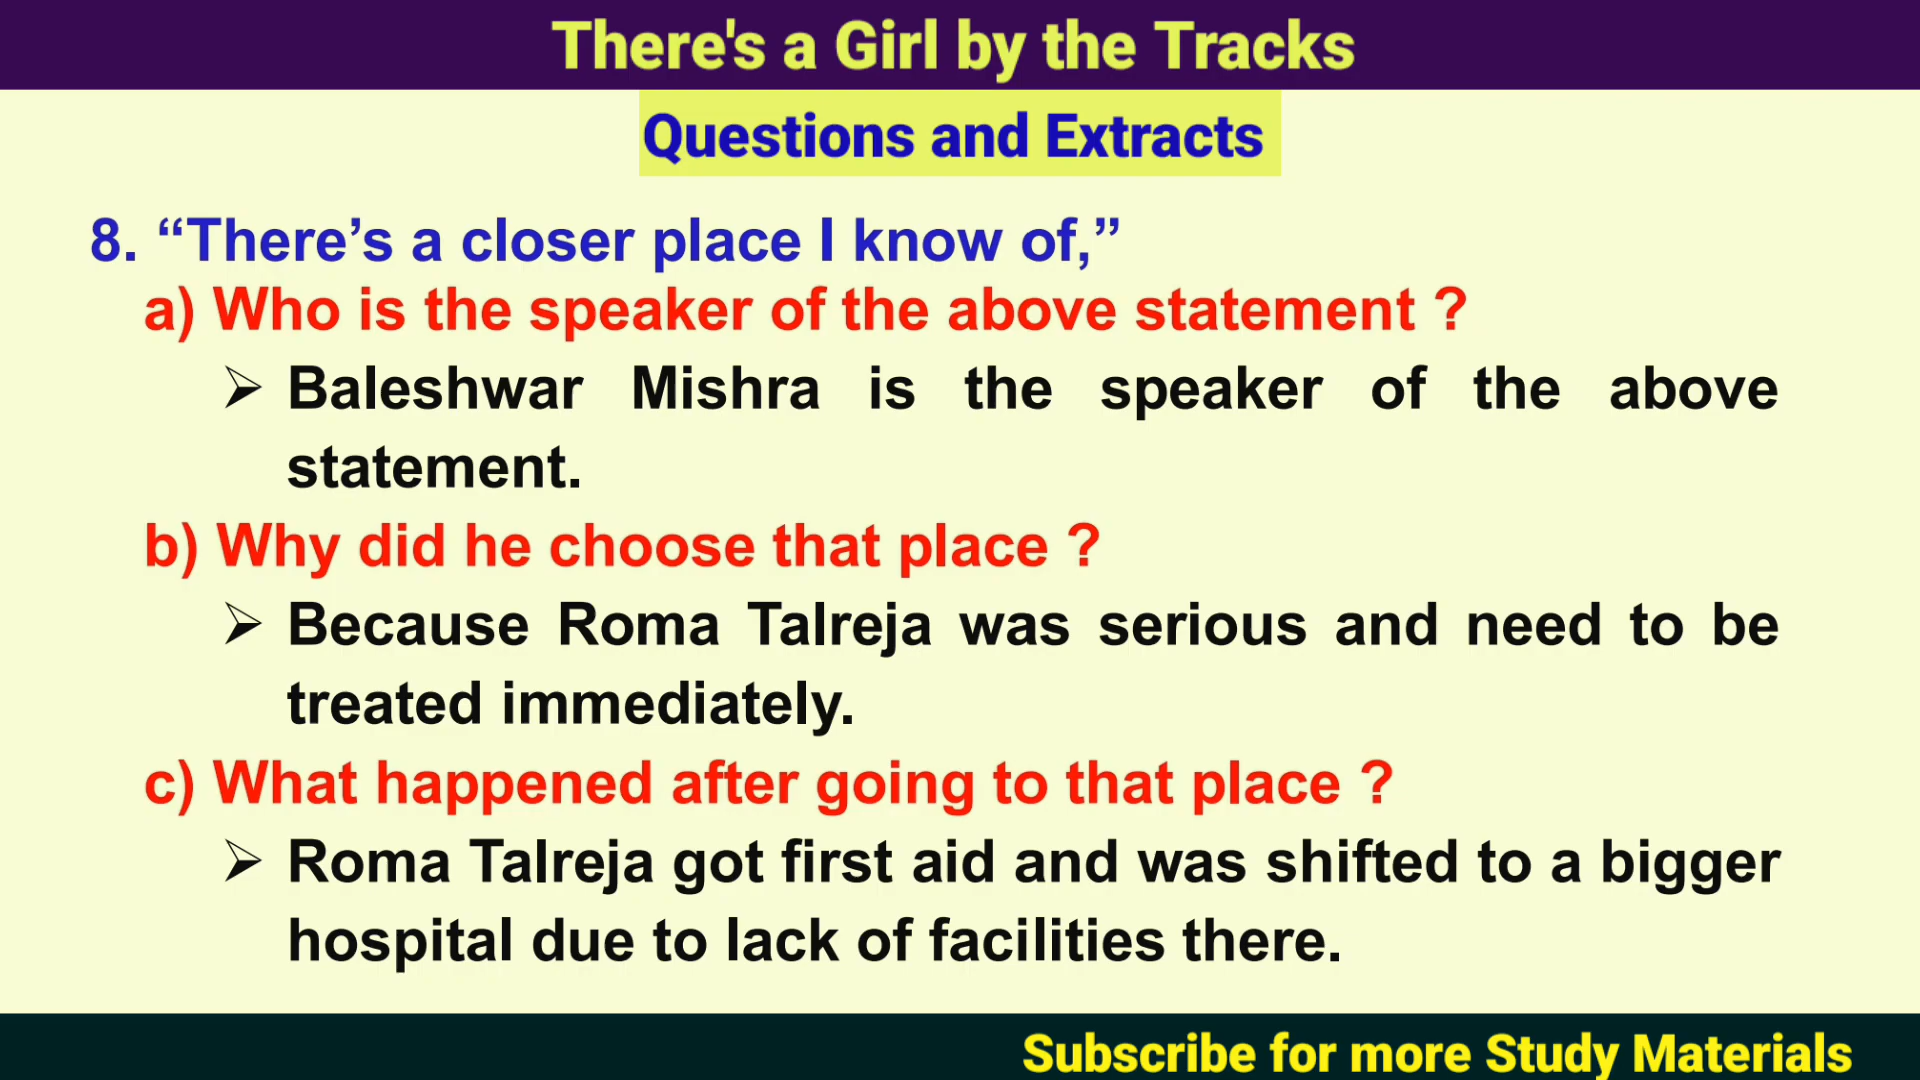 There's a Girl by the Tracks
Questions and Extracts
8. “There’s a closer place I know of,”
a) Who is the speaker of the above statement ?
➢ Baleshwar Mishra is the speaker of the above
statement.
b) Why did he choose that place ?
➢ Because Roma Talreja was serious and need to be
treated immediately.
c) What happened after going to that place ?
➢ Roma Talreja got first aid and was shifted to a bigger
hospital due to lack of facilities there.
Subscribe for more Study Materials